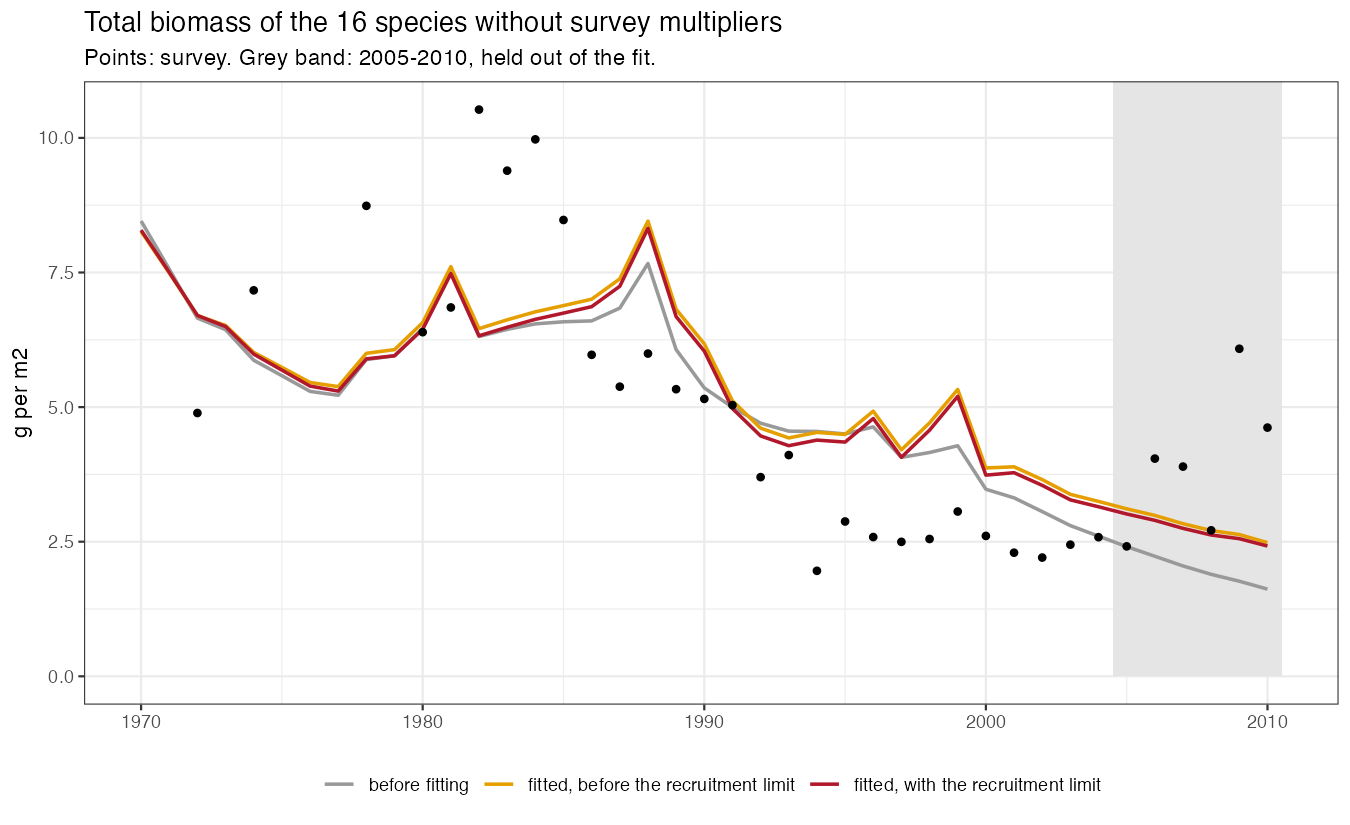 Total biomass of the 16 species without survey multipliers
Points: survey. Grey band: 2005-2010, held out of the fit.
10.0
7.5
5.0
2.5
0.0
g per m2
1970 1980 1990 2000 2010
before fitting fitted, before the recruitment limit fitted, with the recruitment limit